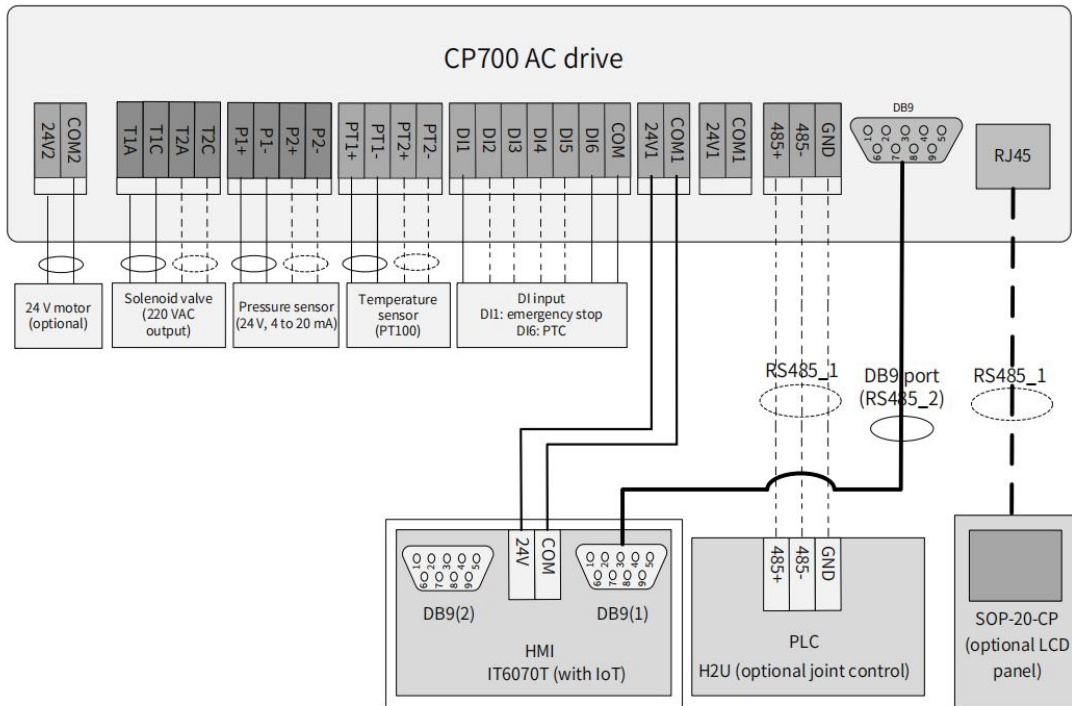 CP700 AC drive
24V2
COM2
T1A
T1C
T2A
T2C
P1+
P1-
P2+
P2-
PT1+
PT1-
PT2+
PT2-
DI1
DI2
DI3
DI4
DI5
DI6
COM
24V1
COM1
24V1
COM1
485+
485-
GND
DB9
1 2 3 4 5
6 7 8 9
RJ45
24 V motor
(optional)
Solenoid valve
(220 VAC
output)
Pressure sensor
(24 V, 4 to 20 mA)
Temperature
sensor
(PT100)
DI input
DI1: emergency stop
DI6: PTC
RS485_1
DB9 port
(RS485_2)
RS485_1
1 2 3 4 5
6 7 8 9
DB9(2)
24V
COM
1 2 3 4 5
6 7 8 9
DB9(1)
HMI
IT6070T (with IoT)
485+
485-
GND
PLC
H2U (optional joint control)
SOP-20-CP
(optional LCD
panel)